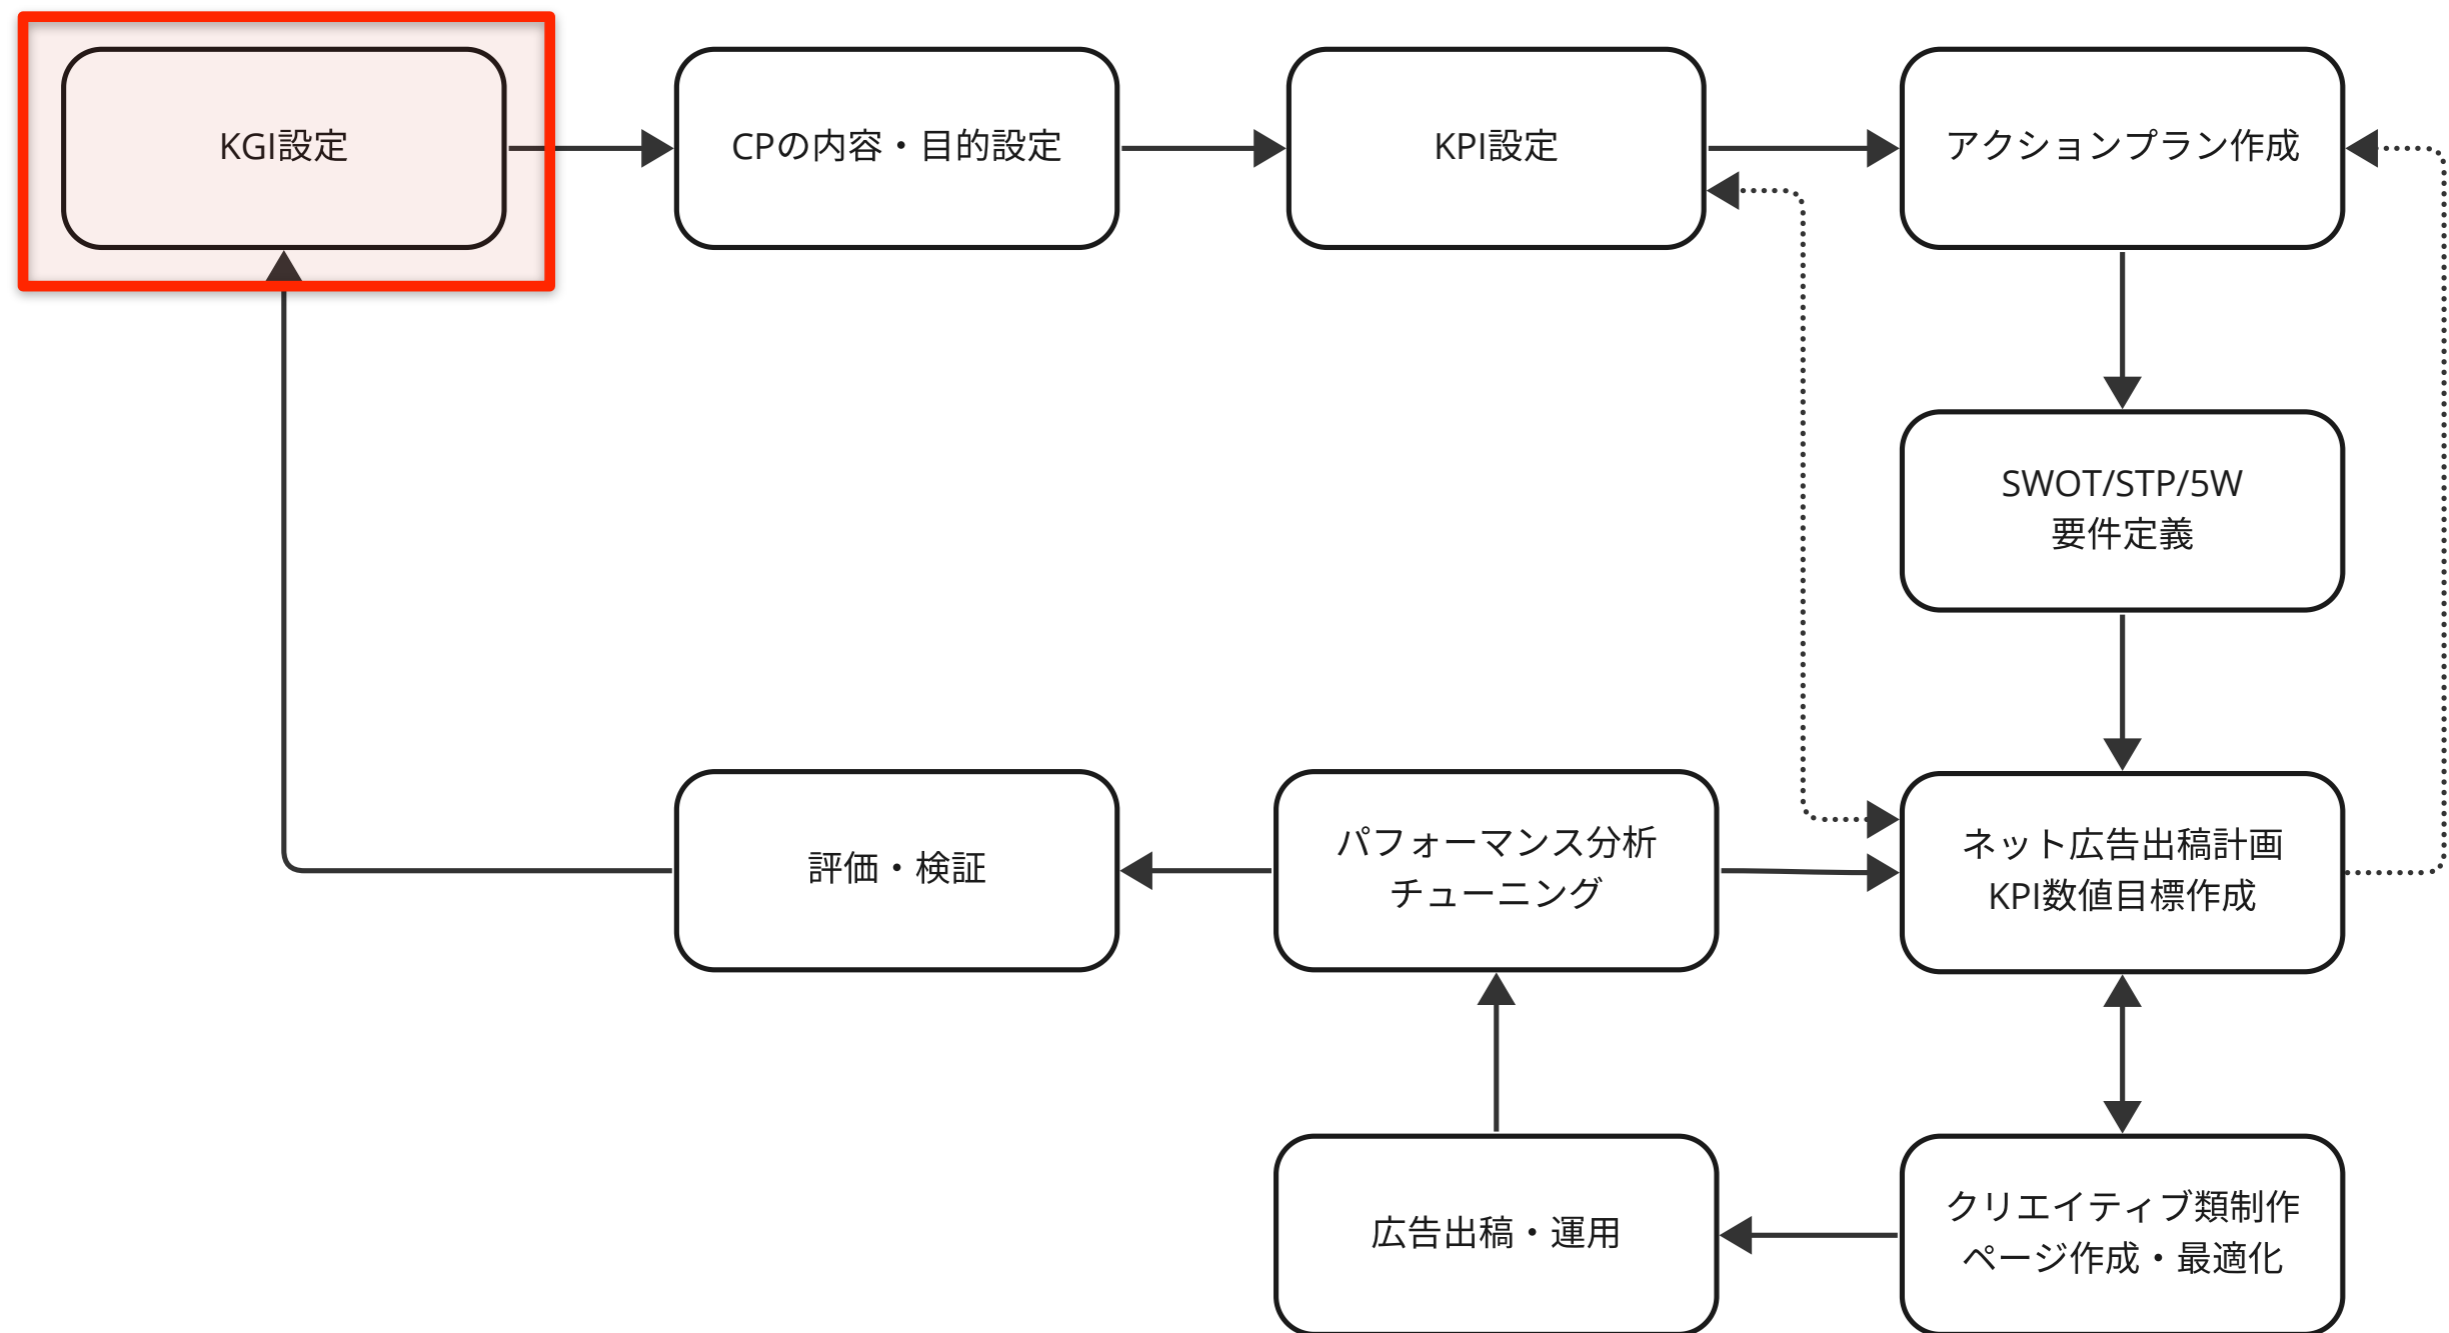 KGI設定
CPの内容・目的設定
KPI設定
アクションプラン作成
SWOT/STP/5W
要件定義
評価・検証
パフォーマンス分析
チューニング
ネット広告出稿計画
KPI数値目標作成
広告出稿・運用
クリエイティブ類制作
ページ作成・最適化